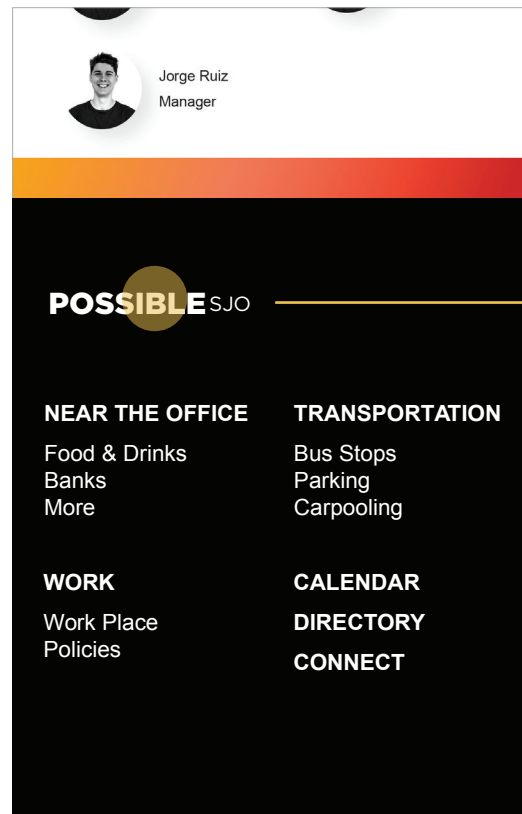 Jorge Ruiz
Manager
POSSIBLE SJO
NEAR THE OFFICE
Food & Drinks
Banks
More
TRANSPORTATION
Bus Stops
Parking
Carpooling
WORK
Work Place
Policies
CALENDAR
DIRECTORY
CONNECT